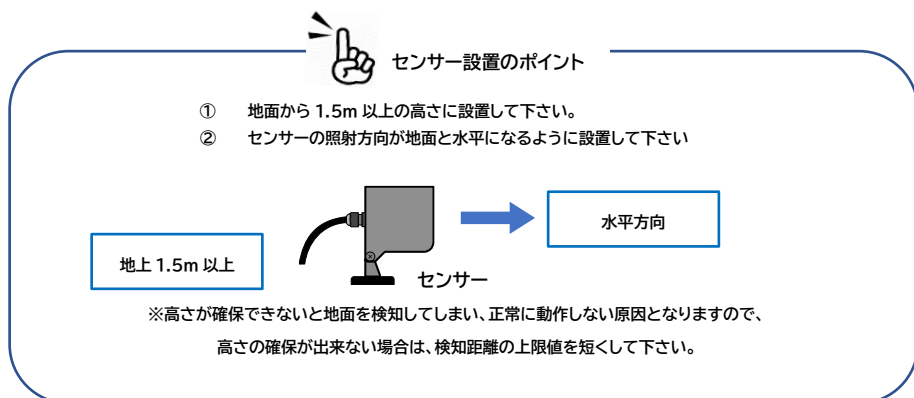 センサー設置のポイント
① 地面から 1.5m 以上の高さに設置して下さい。
② センサーの照射方向が地面と水平になるように設置して下さい
水平方向
地上 1.5m 以上
センサー
※高さが確保できないと地面を検知してしまい、正常に動作しない原因となりますので、
高さの確保が出来ない場合は、検知距離の上限値を短くして下さい。